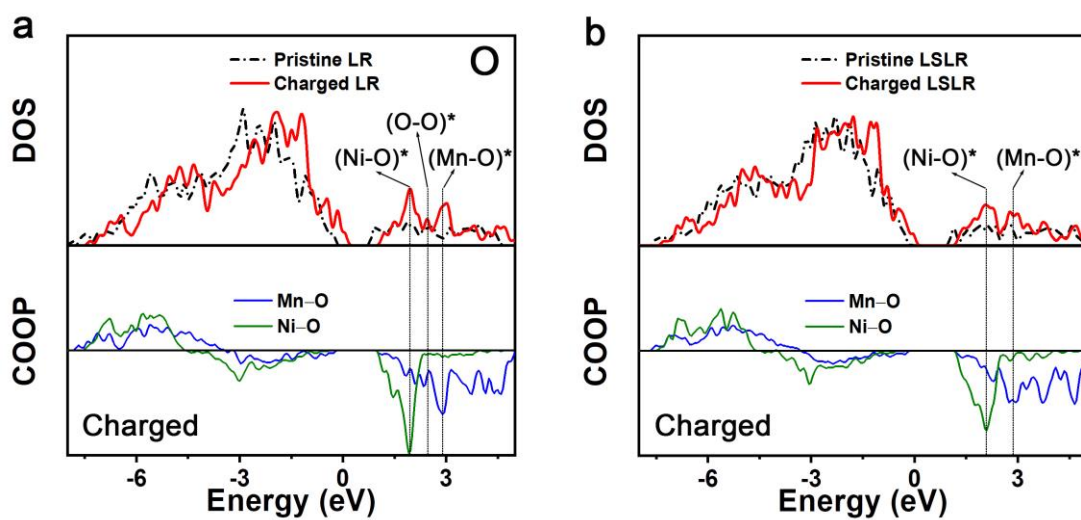 a
DOS
Pristine LR
Charged LR
O
(O-O)*
(Ni-O)*
(Mn-O)*
COOP
Mn–O
Ni–O
Charged
-6
-3
0
3
Energy (eV)
b
DOS
Pristine LSLR
Charged LSLR
(Ni-O)*
(Mn-O)*
COOP
Mn–O
Ni–O
Charged
-6
-3
0
3
Energy (eV)